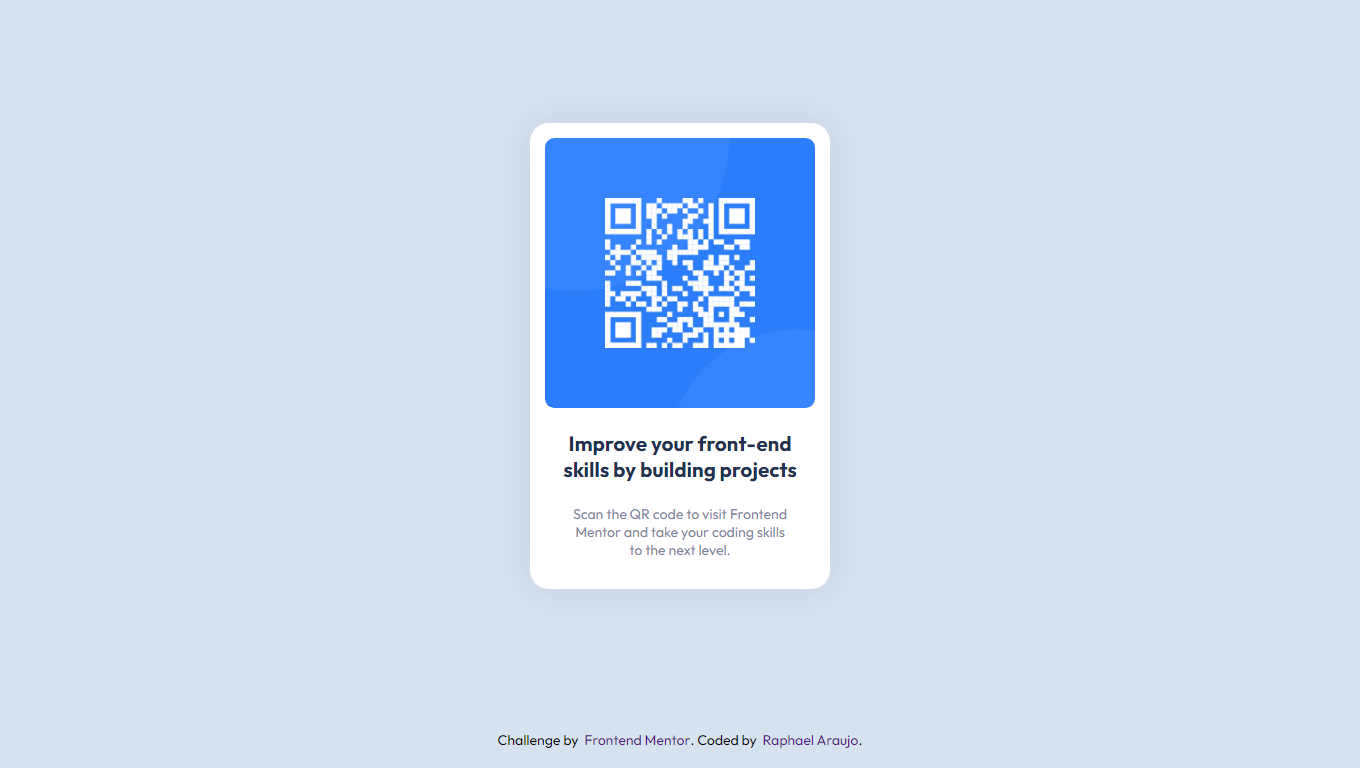 Improve your front-end
skills by building projects
Scan the QR code to visit Frontend
Mentor and take your coding skills
to the next level.
Challenge by Frontend Mentor. Coded by Raphael Araujo.